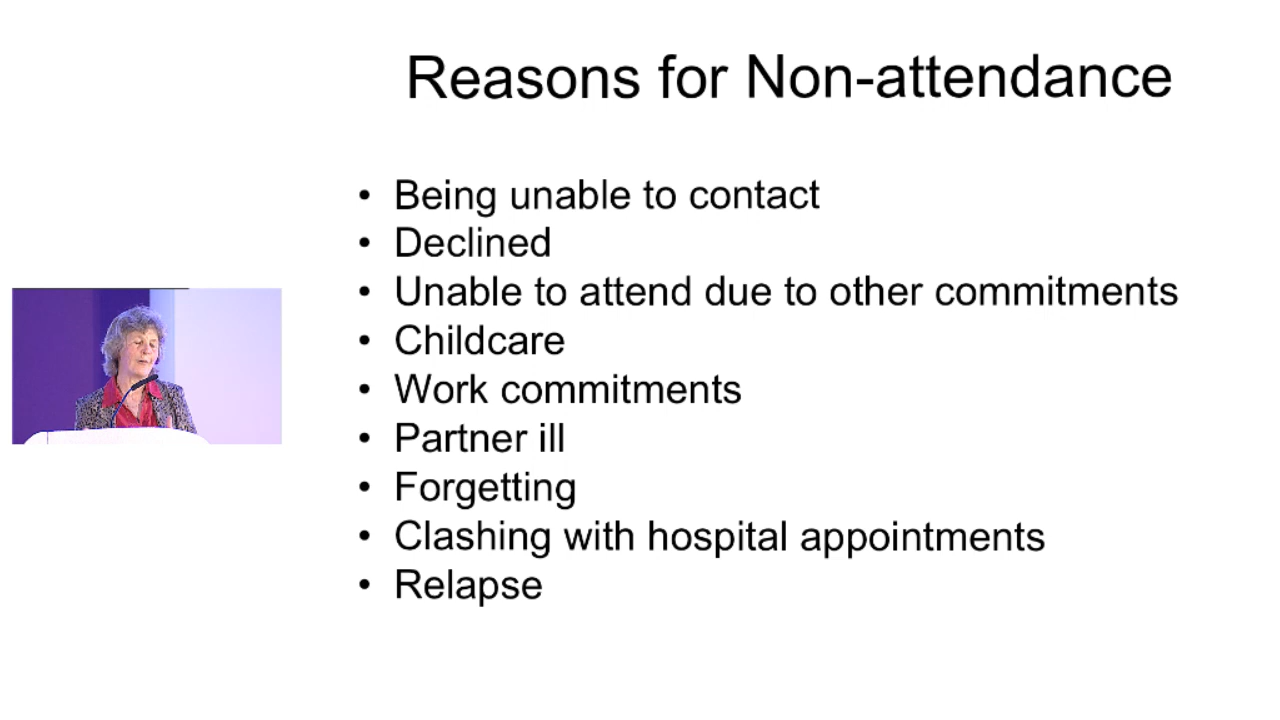 Reasons for Non-attendance
• Being unable to contact
• Declined
• Unable to attend due to other commitments
• Childcare
• Work commitments
• Partner ill
• Forgetting
• Clashing with hospital appointments
• Relapse